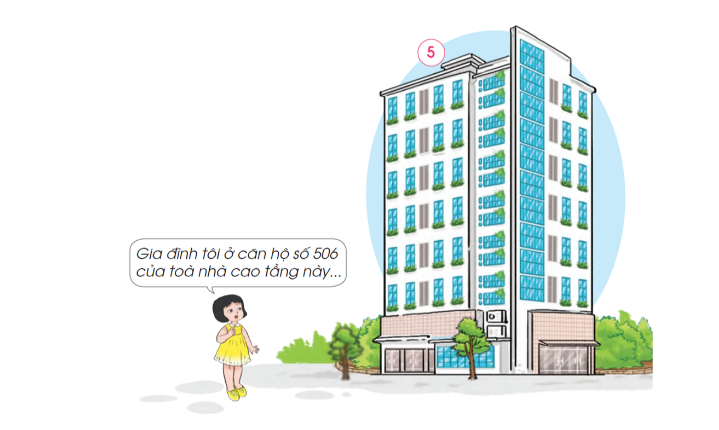 5
Gia đình tôi ở căn hộ số 506
của toà nhà cao tầng này...